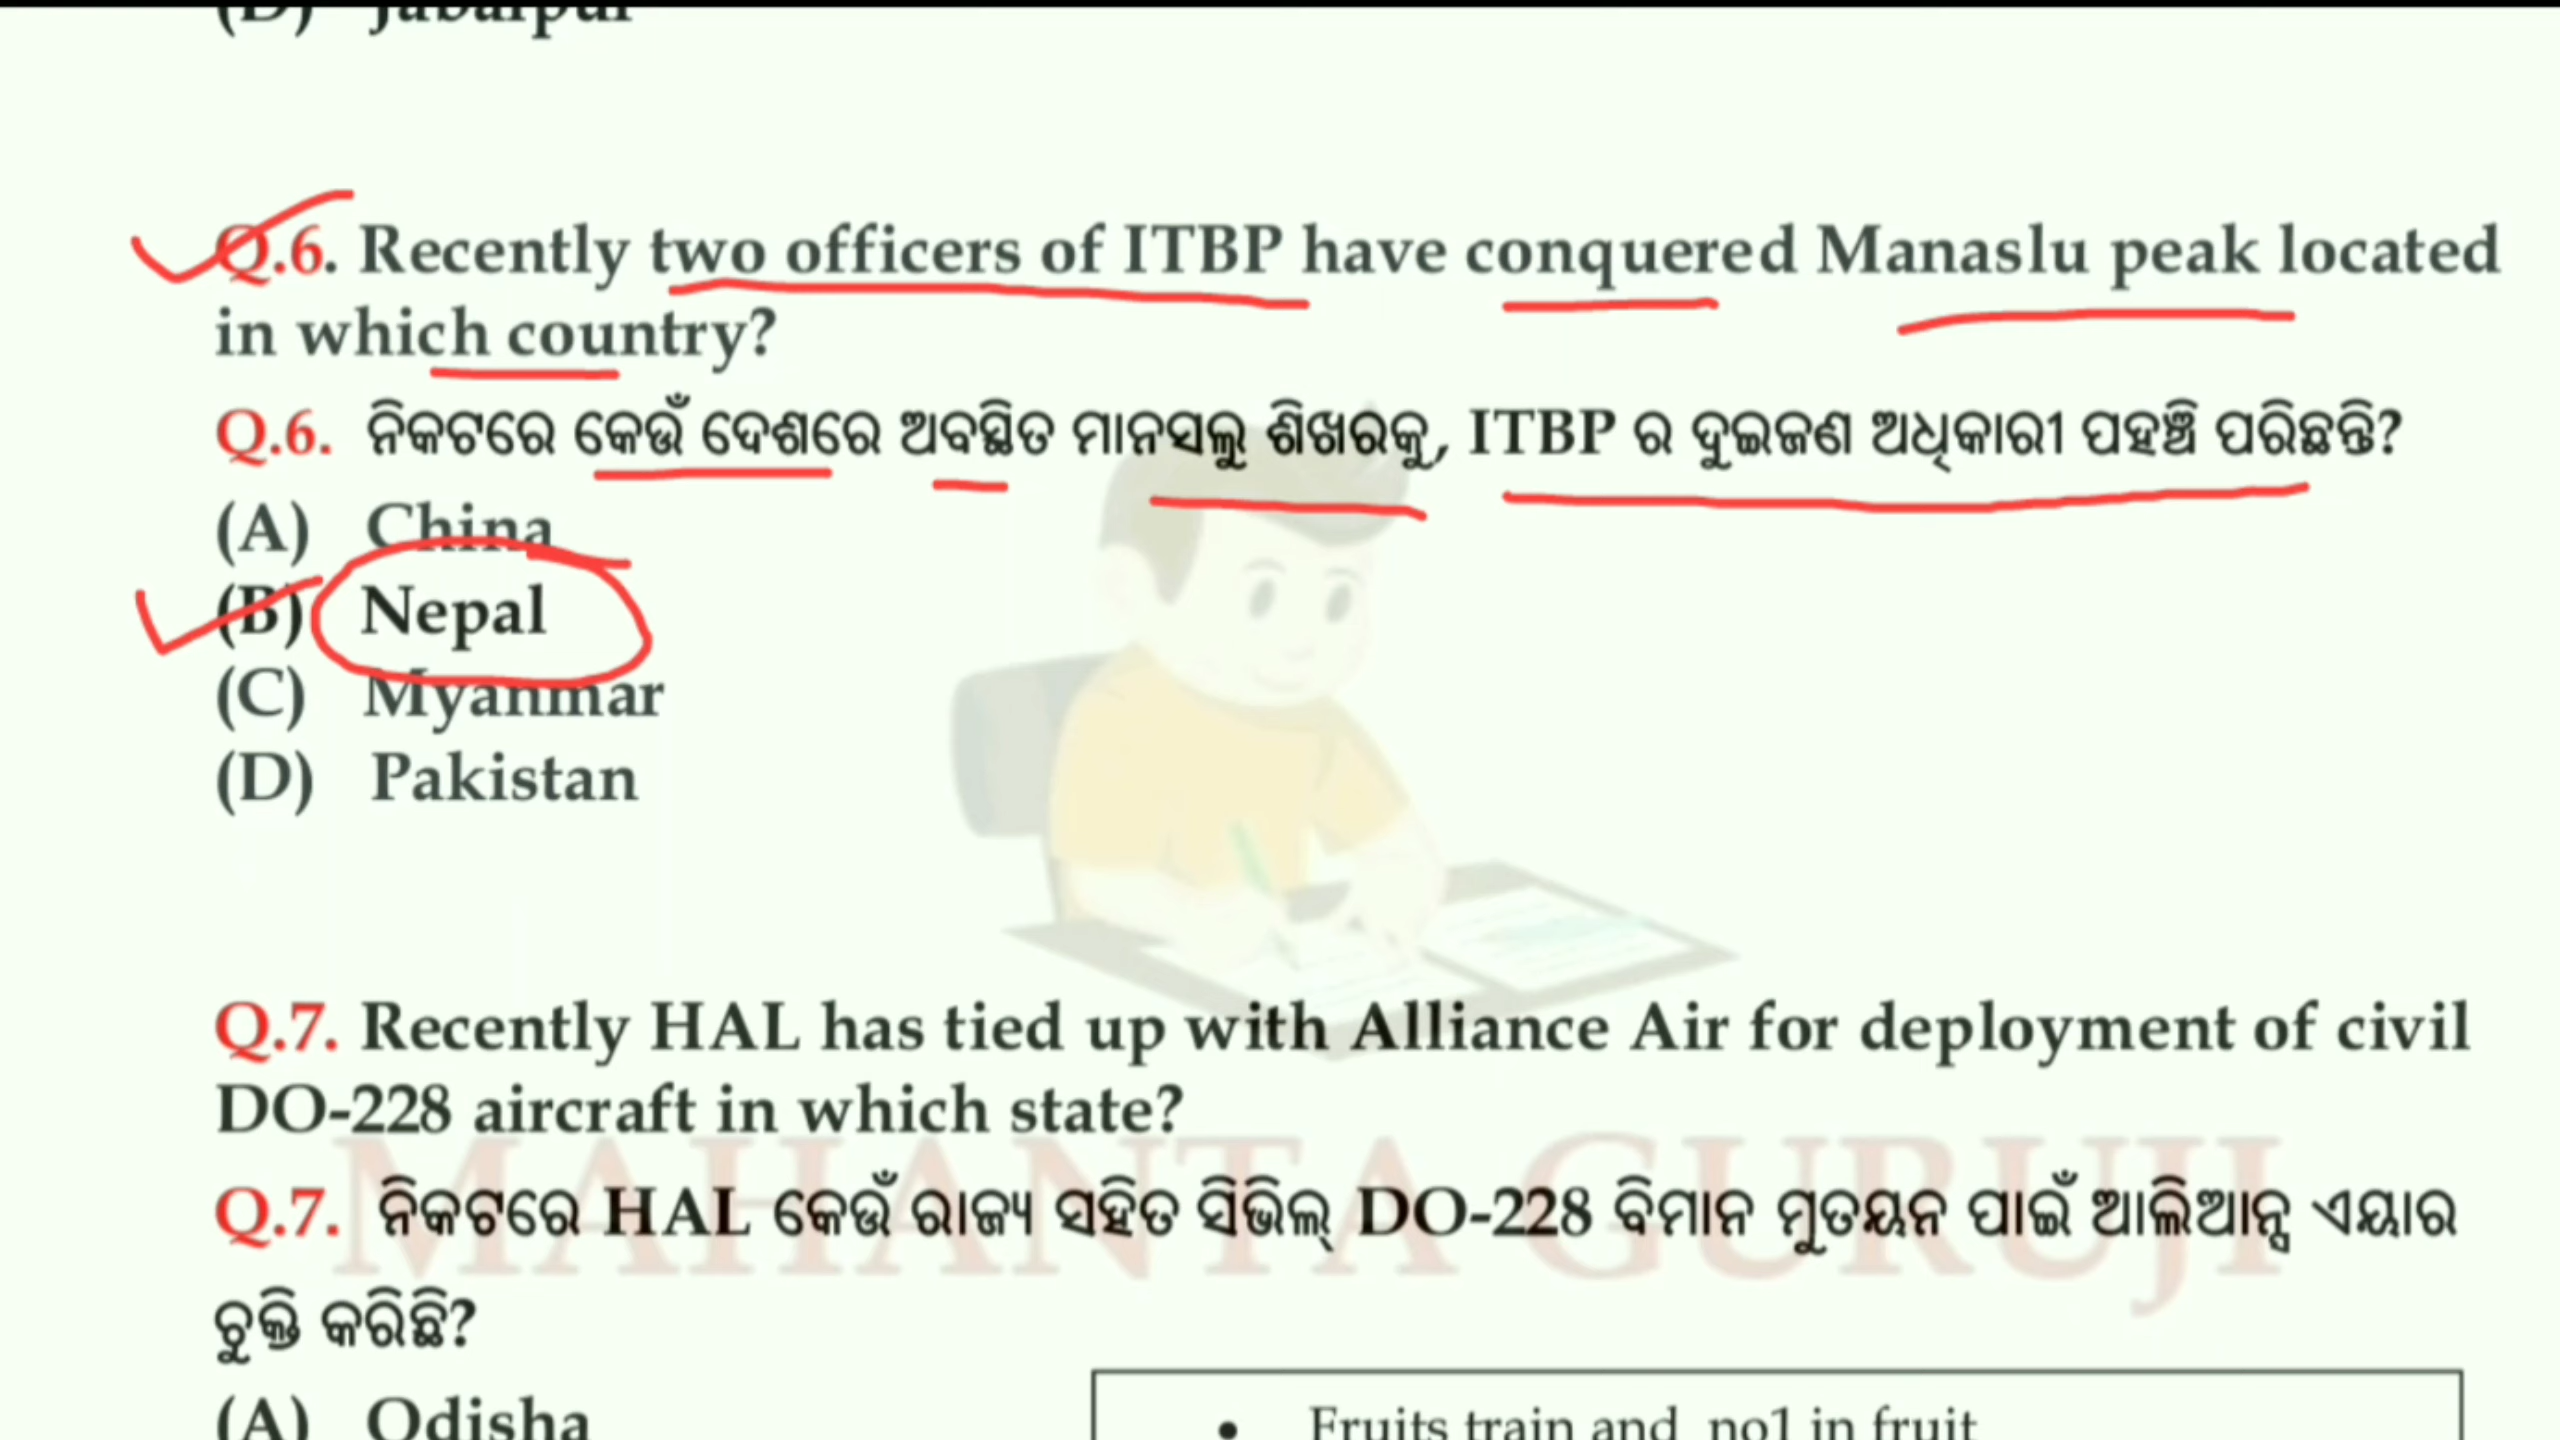 (D) Jabalpur
Q.6. Recently two officers of ITBP have conquered Manaslu peak located
in which country?
Q.6. ନିକଟରେ କେଉଁ ଦେଶରେ ଅବସ୍ଥିତ ମାନସଲୁ ଶିଖରକୁ, ITBP ର ଦୁଇଜଣ ଅଧିକାରୀ ପହଞ୍ଚି ପାରିଛନ୍ତି?
(A) China
(B) Nepal
(C) Myanmar
(D) Pakistan
Q.7. Recently HAL has tied up with Alliance Air for deployment of civil
DO-228 aircraft in which state?
MAHANTA GURUJI
Q.7. ନିକଟରେ HAL କେଉଁ ରାଜ୍ୟ ସହିତ ସିଭିଲ୍ DO-228 ବିମାନ ମୁତୟନ ପାଇଁ ଆଲିଆନ୍ସ ଏୟାର
ଚୁକ୍ତି କରିଛି?
(A) Odisha
• Fruits train and no1 in fruit